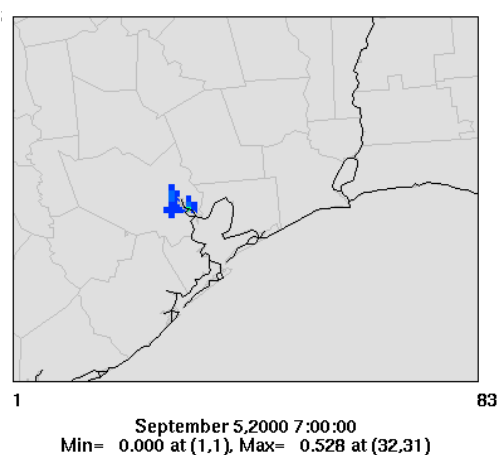 1 83
September 5,2000 7:00:00
Min= 0.000 at (1,1), Max= 0.528 at (32,31)